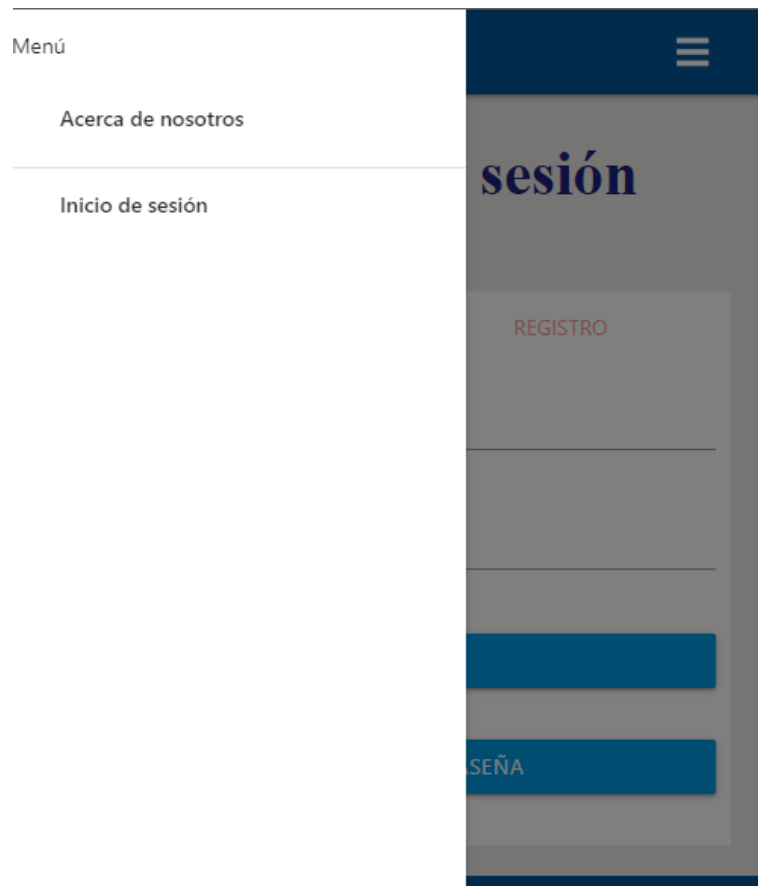 Menú
Acerca de nosotros
Inicio de sesión
sesión
REGISTRO
SEÑA